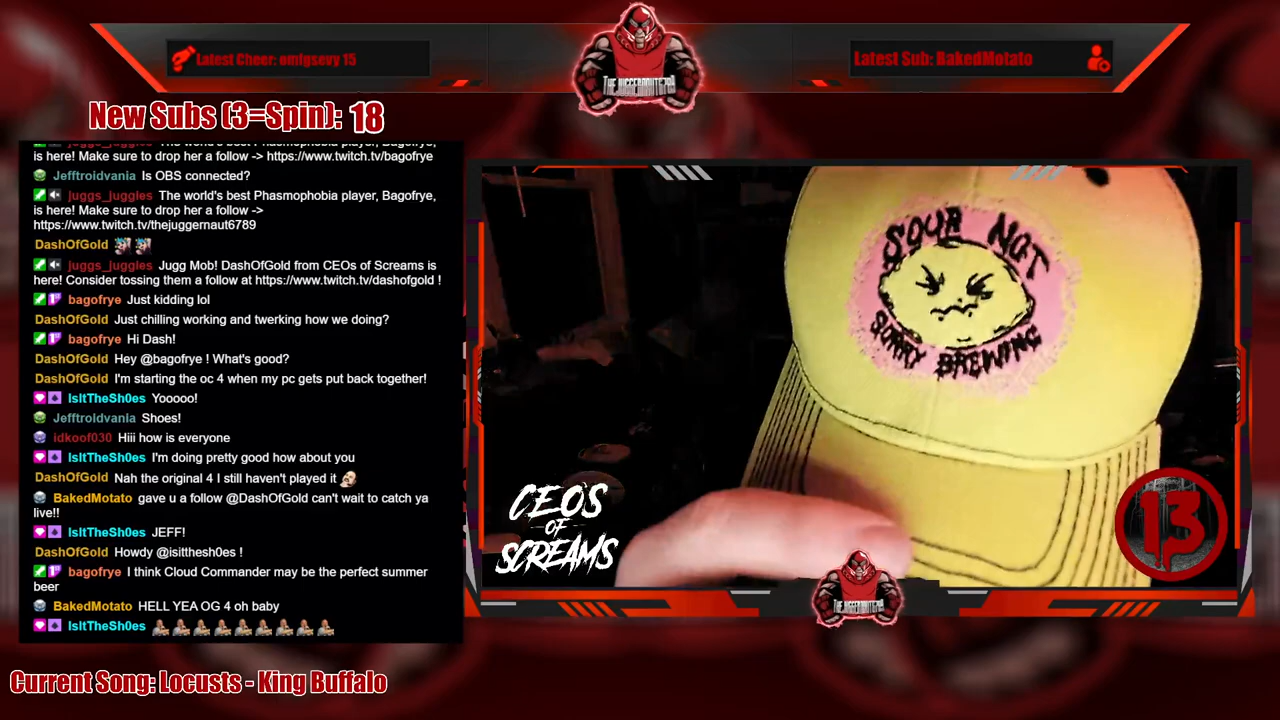 Latest Cheer: omfgsevy 15
THEJUGGERNAUT6789
Latest Sub: BakedMotato
New Subs (3=Spin): 18
juggs_juggles The world's best Phasmophobia player, Bagofrye,
is here! Make sure to drop her a follow -> https://www.twitch.tv/bagofrye
Jefftroidvania Is OBS connected?
juggs_juggles The world's best Phasmophobia player, Bagofrye,
is here! Make sure to drop her a follow ->
https://www.twitch.tv/thejuggernaut6789
DashOfGold
juggs_juggles Jugg Mob! DashOfGold from CEOs of Screams is
here! Consider tossing them a follow at https://www.twitch.tv/dashofgold !
bagofrye Just kidding lol
DashOfGold Just chilling working and twerking how we doing?
bagofrye Hi Dash!
DashOfGold Hey @bagofrye ! What's good?
DashOfGold I'm starting the oc 4 when my pc gets put back together!
IsItTheSh0es Yooooo!
Jefftroidvania Shoes!
idkoof030 Hiii how is everyone
IsItTheSh0es I'm doing pretty good how about you
DashOfGold Nah the original 4 I still haven't played it
BakedMotato gave u a follow @DashOfGold can't wait to catch ya
live!!
IsItTheSh0es JEFF!
DashOfGold Howdy @isitthesh0es !
bagofrye I think Cloud Commander may be the perfect summer
beer
BakedMotato HELL YEA OG 4 oh baby
IsItTheSh0es
SOUR NOT
SORRY BREWING
CEO'S
OF
SCREAMS
13
THEJUGGERNAUT6789
Current Song: Locusts - King Buffalo